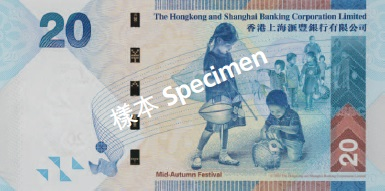 20
The Hongkong and Shanghai Banking Corporation Limited
香港上海滙豐銀行有限公司
樣本 Specimen
Mid-Autumn Festival
20